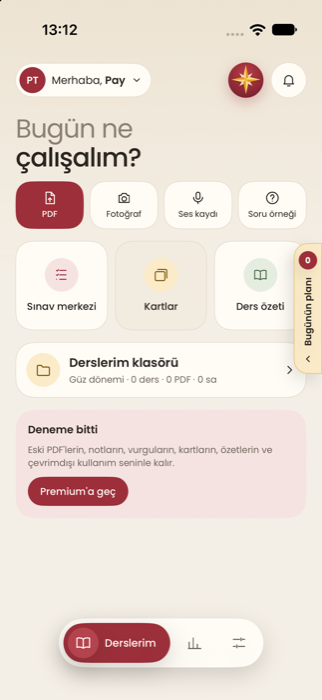 13:12
PT Merhaba, Pay
Bugün ne
çalışalım?
PDF
Fotoğraf
Ses kaydı
Soru örneği
Sınav merkezi
Kartlar
Ders özeti
0
Bugünün planı
Derslerim klasörü
Güz dönemi · 0 ders · 0 PDF · 0 sa
Deneme bitti
Eski PDF'lerin, notların, vurguların, kartların, özetlerin ve
çevrimdışı kullanım seninle kalır.
Premium'a geç
Derslerim